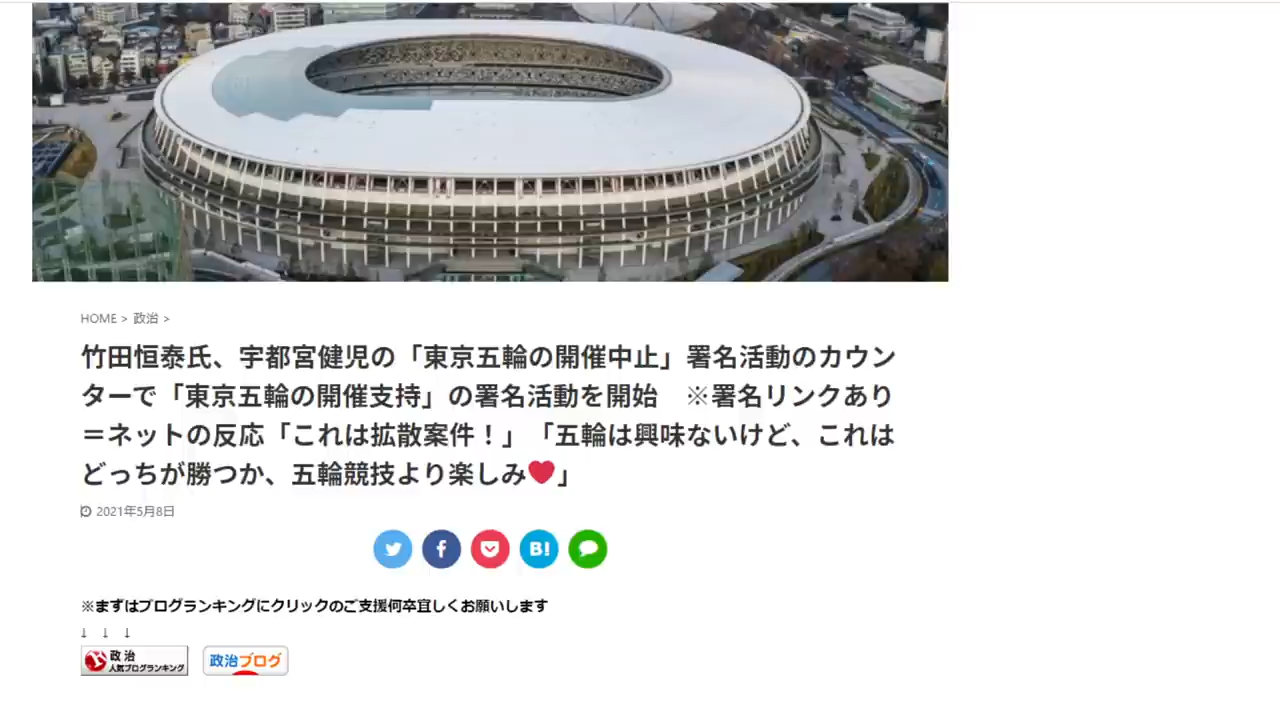 HOME > 政治 >
竹田恒泰氏、宇都宮健児の「東京五輪の開催中止」署名活動のカウン
ターで「東京五輪の開催支持」の署名活動を開始　※署名リンクあり
＝ネットの反応「これは拡散案件！」「五輪は興味ないけど、これは
どっちが勝つか、五輪競技より楽しみ❤」
2021年5月8日
B!
※まずはブログランキングにクリックのご支援何卒宜しくお願いします
↓ ↓ ↓
政治
人気ブログランキング
政治ブログ